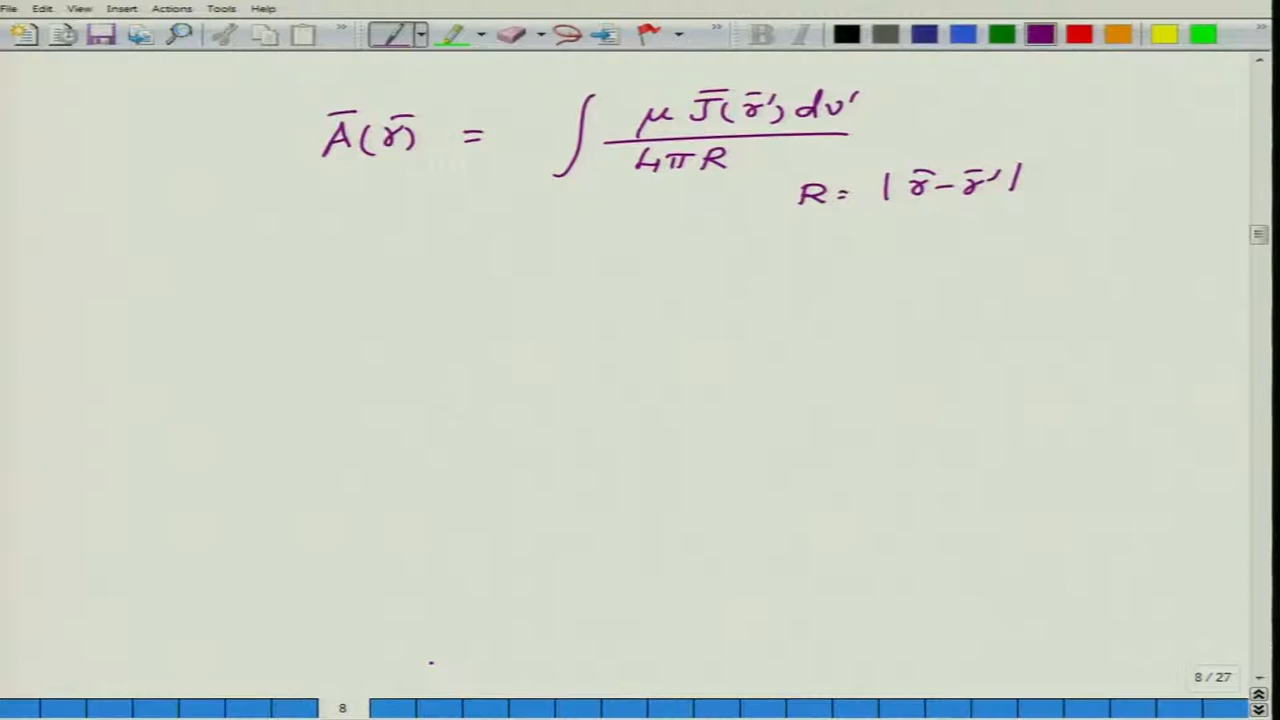 File Edit View Insert Actions Tools Help
B I
Ā(r̄) = ∫ μ J̄(r̄′) dv′
4πR
R = | r̄ - r̄′ |
8 / 27
8